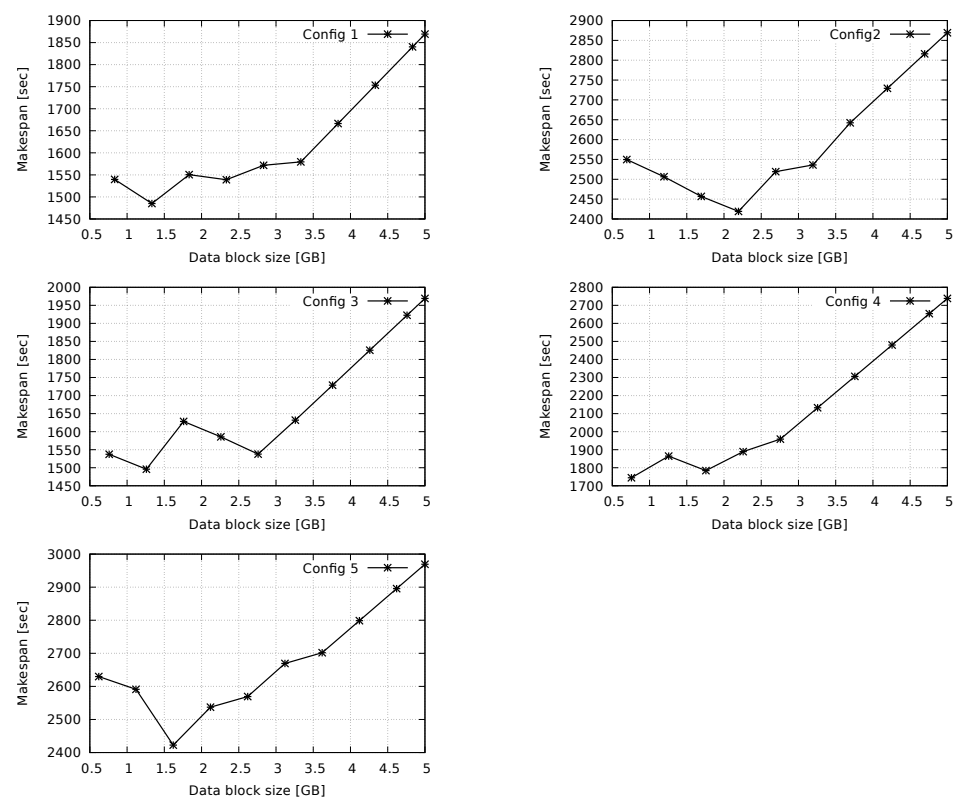 Config 1
Makespan [sec]
1900
1850
1800
1750
1700
1650
1600
1550
1500
1450
0.5 1 1.5 2 2.5 3 3.5 4 4.5 5
Data block size [GB]
Config2
Makespan [sec]
2900
2850
2800
2750
2700
2650
2600
2550
2500
2450
2400
0.5 1 1.5 2 2.5 3 3.5 4 4.5 5
Data block size [GB]
Config 3
Makespan [sec]
2000
1950
1900
1850
1800
1750
1700
1650
1600
1550
1500
1450
0.5 1 1.5 2 2.5 3 3.5 4 4.5 5
Data block size [GB]
Config 4
Makespan [sec]
2800
2700
2600
2500
2400
2300
2200
2100
2000
1900
1800
1700
0.5 1 1.5 2 2.5 3 3.5 4 4.5 5
Data block size [GB]
Config 5
Makespan [sec]
3000
2900
2800
2700
2600
2500
2400
0.5 1 1.5 2 2.5 3 3.5 4 4.5 5
Data block size [GB]